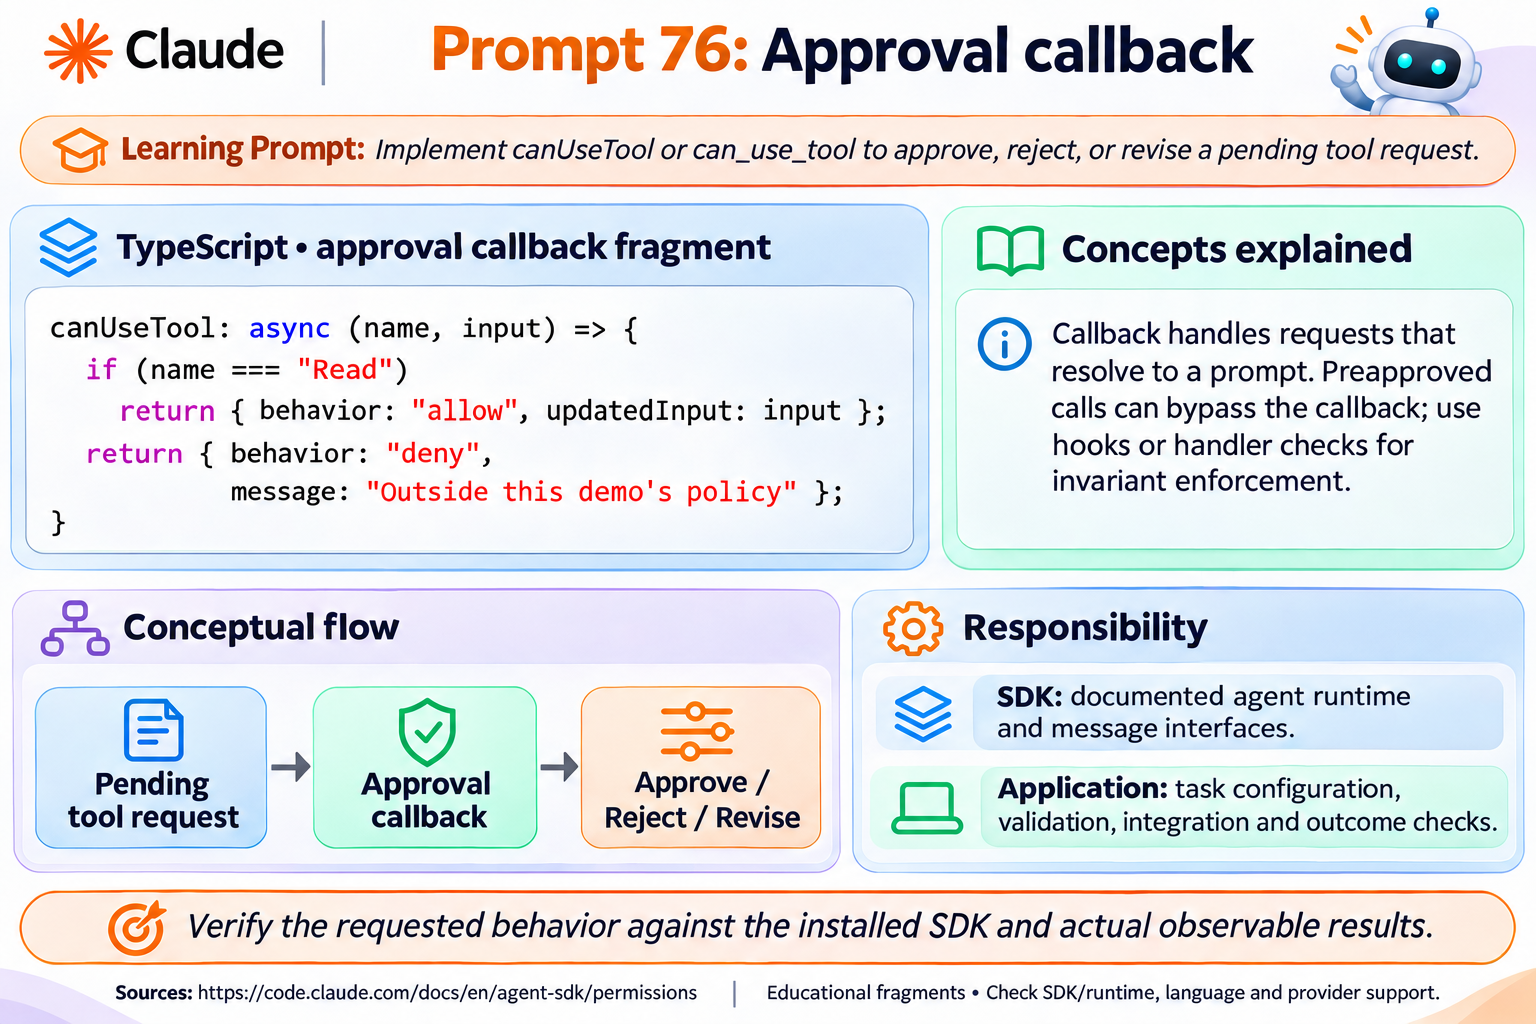 Claude
Prompt 76: Approval callback
Learning Prompt: Implement canUseTool or can_use_tool to approve, reject, or revise a pending tool request.
TypeScript • approval callback fragment
canUseTool: async (name, input) => {
  if (name === "Read")
    return { behavior: "allow", updatedInput: input };
  return { behavior: "deny",
           message: "Outside this demo's policy" };
}
Concepts explained
Callback handles requests that
resolve to a prompt. Preapproved
calls can bypass the callback; use
hooks or handler checks for
invariant enforcement.
Conceptual flow
Pending
tool request
Approval
callback
Approve /
Reject / Revise
Responsibility
SDK: documented agent runtime
and message interfaces.
Application: task configuration,
validation, integration and outcome checks.
Verify the requested behavior against the installed SDK and actual observable results.
Sources: https://code.claude.com/docs/en/agent-sdk/permissions
Educational fragments • Check SDK/runtime, language and provider support.